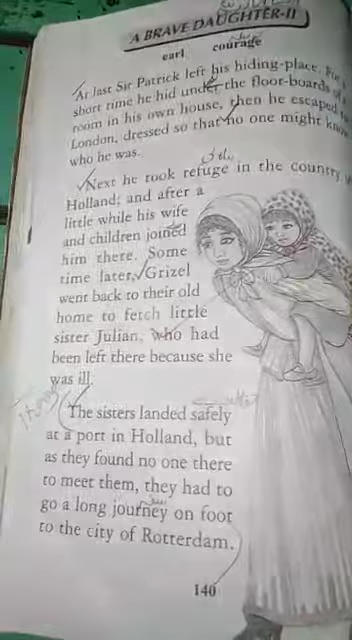 A BRAVE DAUGHTER-II
earl courage
At last Sir Patrick left his hiding-place. For a
short time he hid under the floor-boards of a
room in his own house, then he escaped to
London, dressed so that no one might know
who he was.
Next he took refuge in the country
Holland; and after a
little while his wife
and children joined
him there. Some
time later, Grizel
went back to their old
home to fetch little
sister Julian, who had
been left there because she
was ill.
The sisters landed safely
at a port in Holland, but
as they found no one there
to meet them, they had to
go a long journey on foot
to the city of Rotterdam.
140